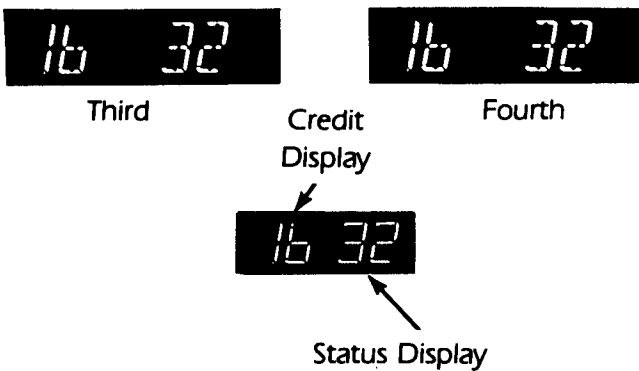 16 32
16 32
Third
Fourth
Credit
Display
16 32
Status Display